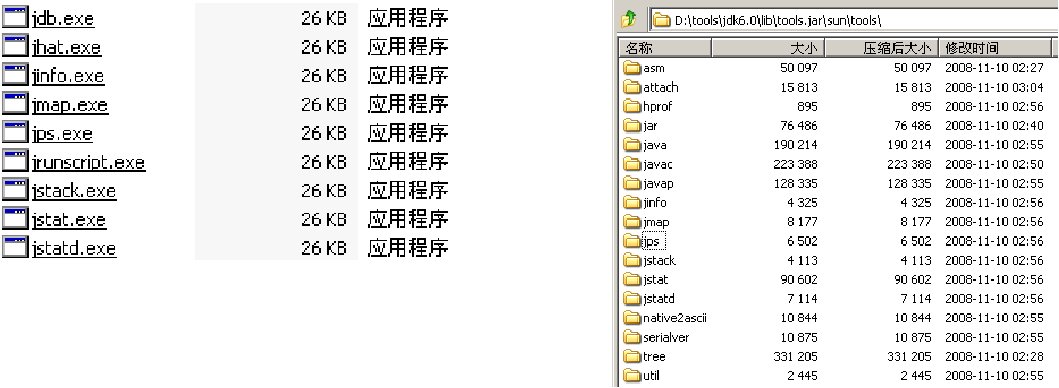 jdb.exe 26 KB 应用程序
jhat.exe 26 KB 应用程序
jinfo.exe 26 KB 应用程序
jmap.exe 26 KB 应用程序
jps.exe 26 KB 应用程序
jrunscript.exe 26 KB 应用程序
jstack.exe 26 KB 应用程序
jstat.exe 26 KB 应用程序
jstatd.exe 26 KB 应用程序
D:\tools\jdk6.0\lib\tools.jar\sun\tools\
名称 大小 压缩后大小 修改时间
asm 50 097 50 097 2008-11-10 02:27
attach 15 813 15 813 2008-11-10 03:04
hprof 895 895 2008-11-10 02:56
jar 76 486 76 486 2008-11-10 02:40
java 190 214 190 214 2008-11-10 02:55
javac 223 388 223 388 2008-11-10 02:50
javap 128 335 128 335 2008-11-10 02:55
jinfo 4 325 4 325 2008-11-10 02:56
jmap 8 177 8 177 2008-11-10 02:56
jps 6 502 6 502 2008-11-10 02:56
jstack 4 113 4 113 2008-11-10 02:56
jstat 90 602 90 602 2008-11-10 02:56
jstatd 7 114 7 114 2008-11-10 02:56
native2ascii 10 844 10 844 2008-11-10 02:55
serialver 10 875 10 875 2008-11-10 02:55
tree 331 205 331 205 2008-11-10 02:28
util 2 445 2 445 2008-11-10 02:55